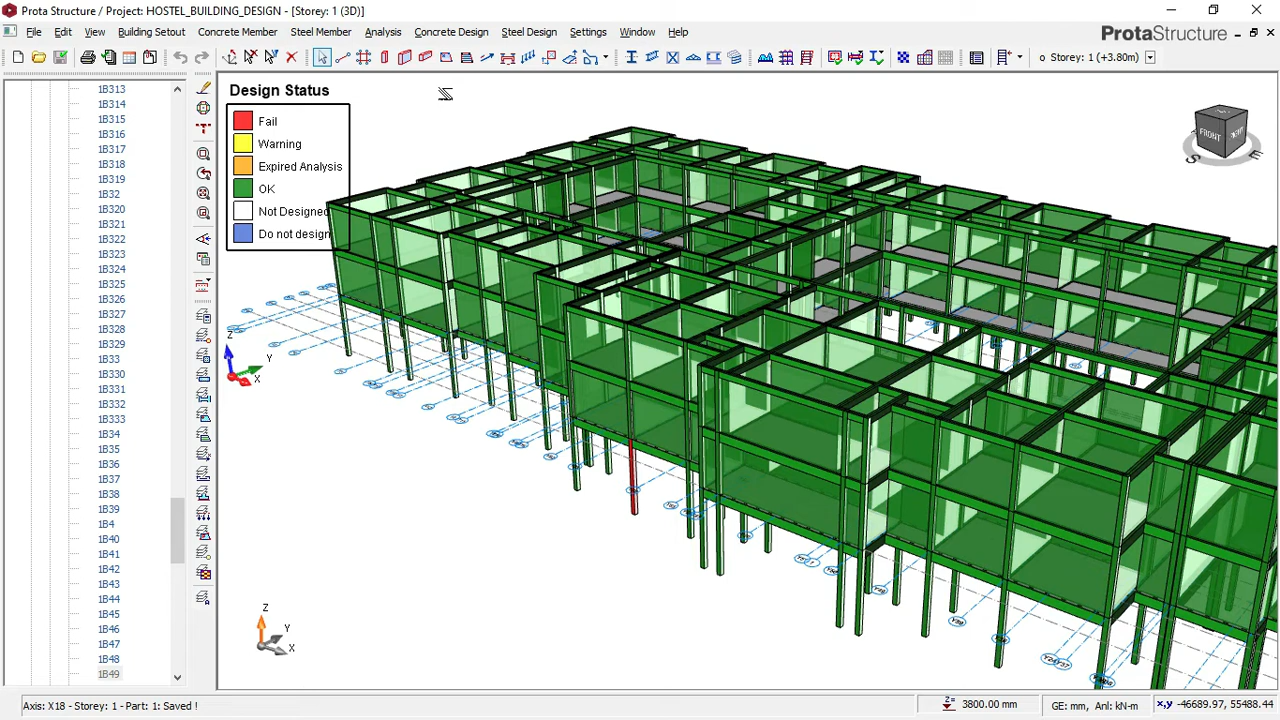 Prota Structure / Project: HOSTEL_BUILDING_DESIGN - [Storey: 1 (3D)]
File Edit View Building Setout Concrete Member Steel Member Analysis Concrete Design Steel Design Settings Window Help
ProtaStructure
o Storey: 1 (+3.80m)
Design Status
Fail
Warning
Expired Analysis
OK
Not Designed
Do not design
1B313
1B314
1B315
1B316
1B317
1B318
1B319
1B32
1B320
1B321
1B322
1B323
1B324
1B325
1B326
1B327
1B328
1B329
1B33
1B330
1B331
1B332
1B333
1B34
1B35
1B36
1B37
1B38
1B39
1B4
1B40
1B41
1B42
1B43
1B44
1B45
1B46
1B47
1B48
1B49
FRONT
RIGHT
S
E
Z
Y
X
Z
Y
X
Axis: X18 - Storey: 1 - Part: 1: Saved !
Z= 3800.00 mm
GE: mm, Anl: kN-m
x,y -46689.97, 55488.44